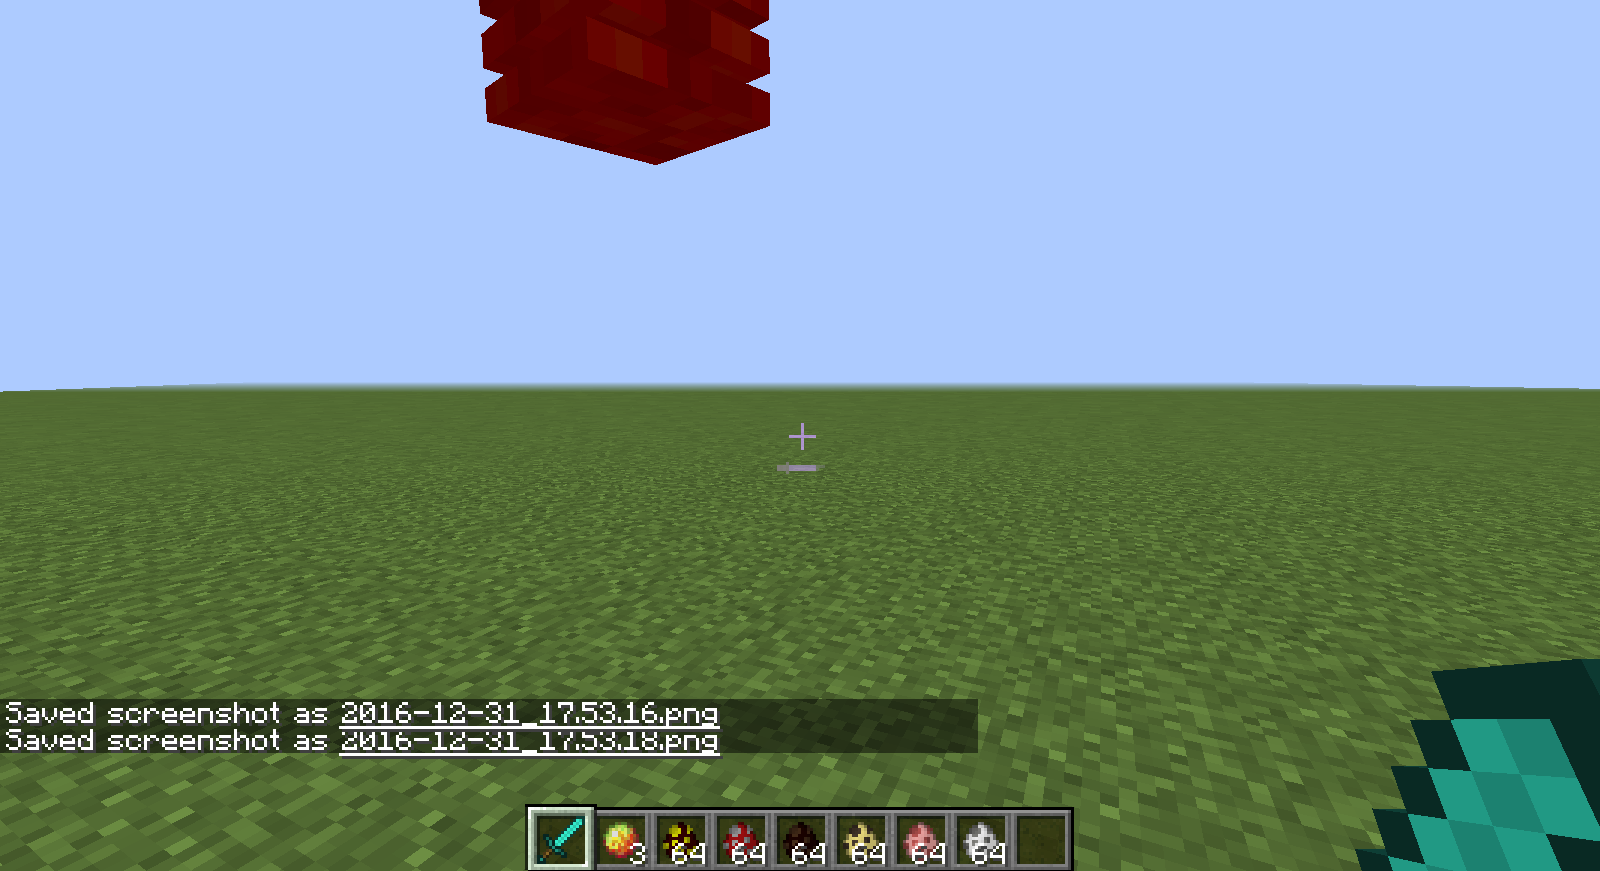 Saved screenshot as 2016-12-31_17.53.16.png
Saved screenshot as 2016-12-31_17.53.18.png
3 64 64 64 64 64 64